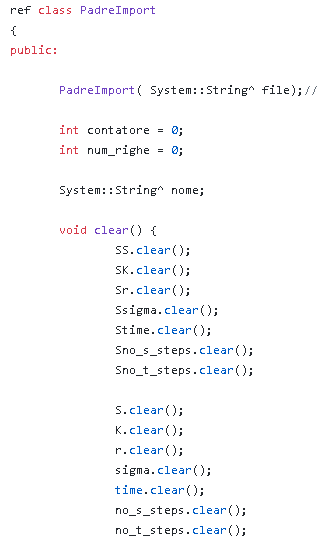 ref class PadreImport
{
public:
PadreImport( System::String^ file);//
int contatore = 0;
int num_righe = 0;
System::String^ nome;
void clear() {
SS.clear();
SK.clear();
Sr.clear();
Ssigma.clear();
Stime.clear();
Sno_s_steps.clear();
Sno_t_steps.clear();
S.clear();
K.clear();
r.clear();
sigma.clear();
time.clear();
no_s_steps.clear();
no_t_steps.clear();